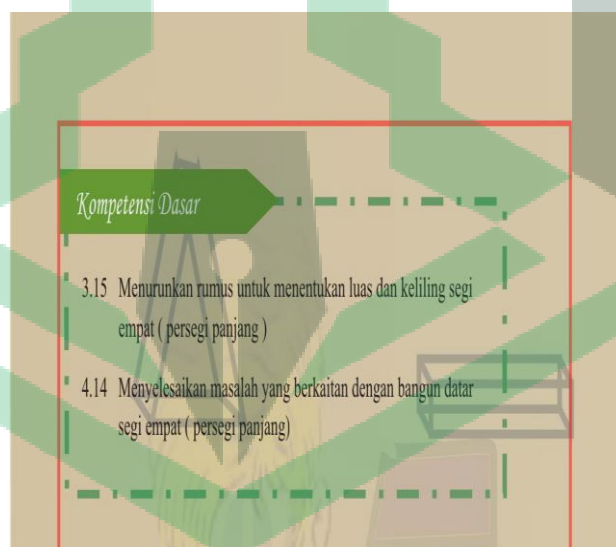 Kompetensi Dasar
3.15 Menurunkan rumus untuk menentukan luas dan keliling segi
empat ( persegi panjang )
4.14 Menyelesaikan masalah yang berkaitan dengan bangun datar
segi empat ( persegi panjang)